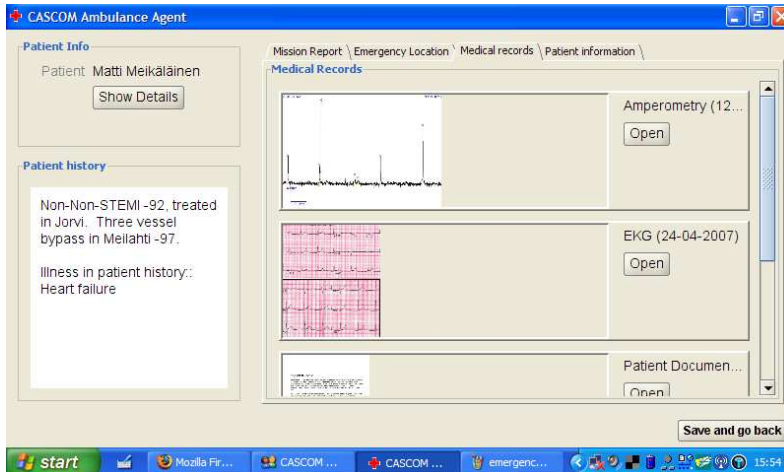 CASCOM Ambulance Agent
Patient Info
Patient Matti Meikäläinen
Show Details
Patient history
Non-Non-STEMI -92, treated
in Jorvi. Three vessel
bypass in Meilahti -97.
Illness in patient history::
Heart failure
Mission Report
Emergency Location
Medical records
Patient information
Medical Records
Amperometry (12...
Open
EKG (24-04-2007)
Open
Patient Documen...
Open
Save and go back
start
Mozilla Fir...
CASCOM ...
CASCOM ...
emergenc...